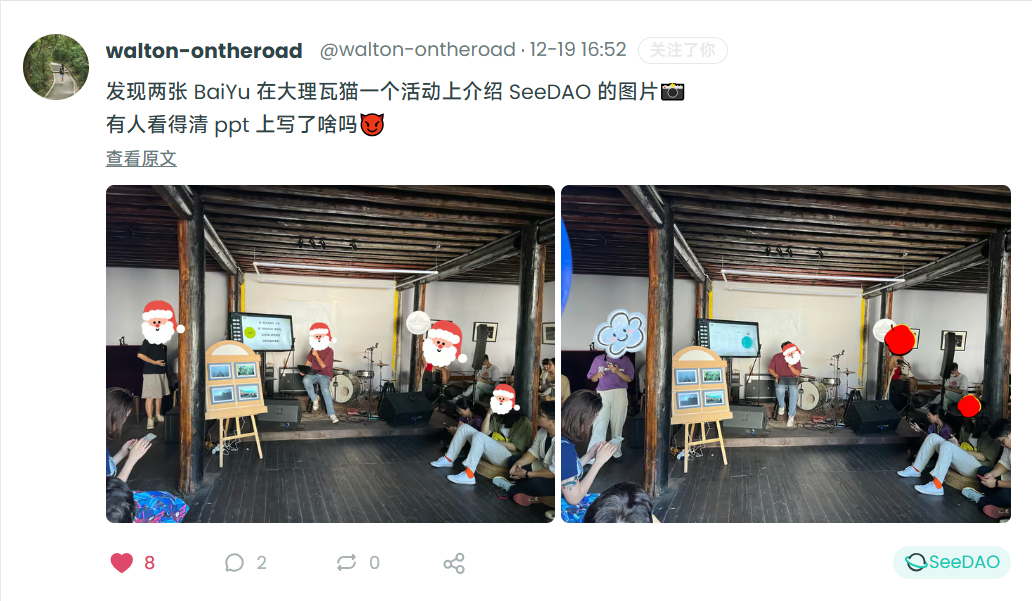 walton-ontheroad @walton-ontheroad · 12-19 16:52 关注了你
发现两张 BaiYu 在大理瓦猫一个活动上介绍 SeeDAO 的图片📷
有人看得清 ppt 上写了啥吗😈
查看原文
8 2 0 SeeDAO